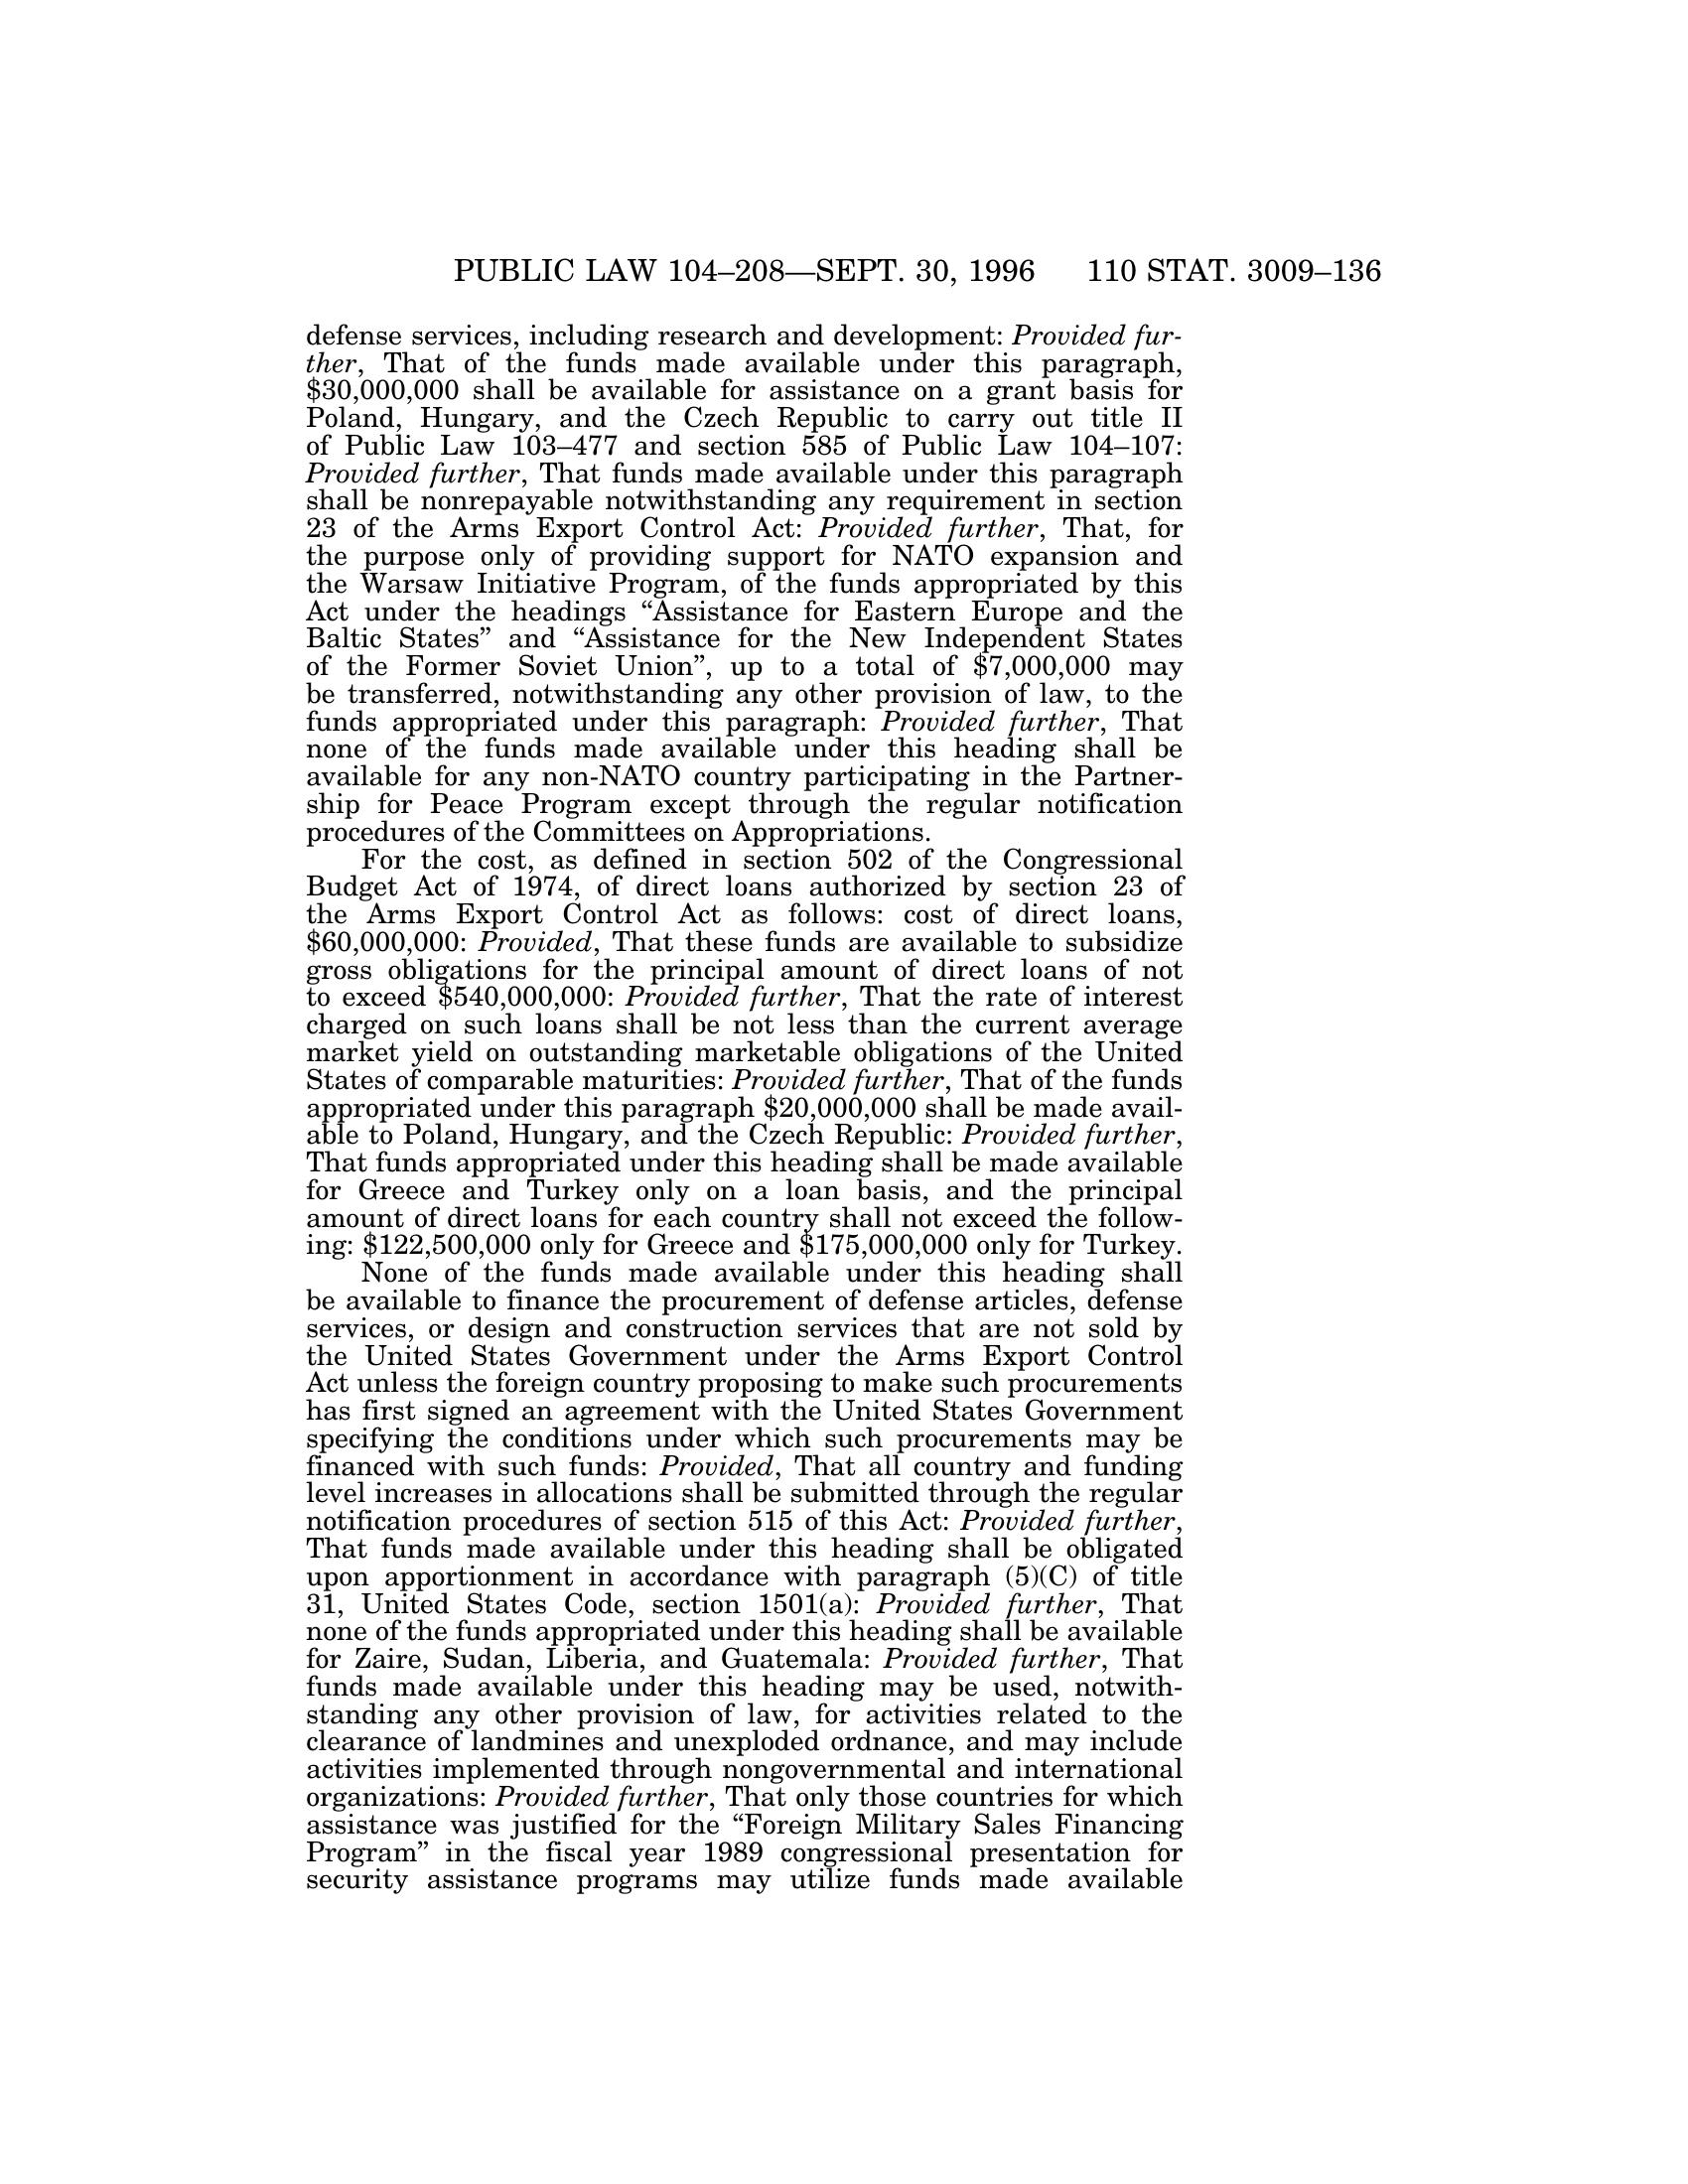 PUBLIC LAW 104–208—SEPT. 30, 1996 110 STAT. 3009–136
defense services, including research and development: Provided fur-
ther, That of the funds made available under this paragraph,
$30,000,000 shall be available for assistance on a grant basis for
Poland, Hungary, and the Czech Republic to carry out title II
of Public Law 103–477 and section 585 of Public Law 104–107:
Provided further, That funds made available under this paragraph
shall be nonrepayable notwithstanding any requirement in section
23 of the Arms Export Control Act: Provided further, That, for
the purpose only of providing support for NATO expansion and
the Warsaw Initiative Program, of the funds appropriated by this
Act under the headings “Assistance for Eastern Europe and the
Baltic States” and “Assistance for the New Independent States
of the Former Soviet Union”, up to a total of $7,000,000 may
be transferred, notwithstanding any other provision of law, to the
funds appropriated under this paragraph: Provided further, That
none of the funds made available under this heading shall be
available for any non-NATO country participating in the Partner-
ship for Peace Program except through the regular notification
procedures of the Committees on Appropriations.
For the cost, as defined in section 502 of the Congressional
Budget Act of 1974, of direct loans authorized by section 23 of
the Arms Export Control Act as follows: cost of direct loans,
$60,000,000: Provided, That these funds are available to subsidize
gross obligations for the principal amount of direct loans of not
to exceed $540,000,000: Provided further, That the rate of interest
charged on such loans shall be not less than the current average
market yield on outstanding marketable obligations of the United
States of comparable maturities: Provided further, That of the funds
appropriated under this paragraph $20,000,000 shall be made avail-
able to Poland, Hungary, and the Czech Republic: Provided further,
That funds appropriated under this heading shall be made available
for Greece and Turkey only on a loan basis, and the principal
amount of direct loans for each country shall not exceed the follow-
ing: $122,500,000 only for Greece and $175,000,000 only for Turkey.
None of the funds made available under this heading shall
be available to finance the procurement of defense articles, defense
services, or design and construction services that are not sold by
the United States Government under the Arms Export Control
Act unless the foreign country proposing to make such procurements
has first signed an agreement with the United States Government
specifying the conditions under which such procurements may be
financed with such funds: Provided, That all country and funding
level increases in allocations shall be submitted through the regular
notification procedures of section 515 of this Act: Provided further,
That funds made available under this heading shall be obligated
upon apportionment in accordance with paragraph (5)(C) of title
31, United States Code, section 1501(a): Provided further, That
none of the funds appropriated under this heading shall be available
for Zaire, Sudan, Liberia, and Guatemala: Provided further, That
funds made available under this heading may be used, notwith-
standing any other provision of law, for activities related to the
clearance of landmines and unexploded ordnance, and may include
activities implemented through nongovernmental and international
organizations: Provided further, That only those countries for which
assistance was justified for the “Foreign Military Sales Financing
Program” in the fiscal year 1989 congressional presentation for
security assistance programs may utilize funds made available